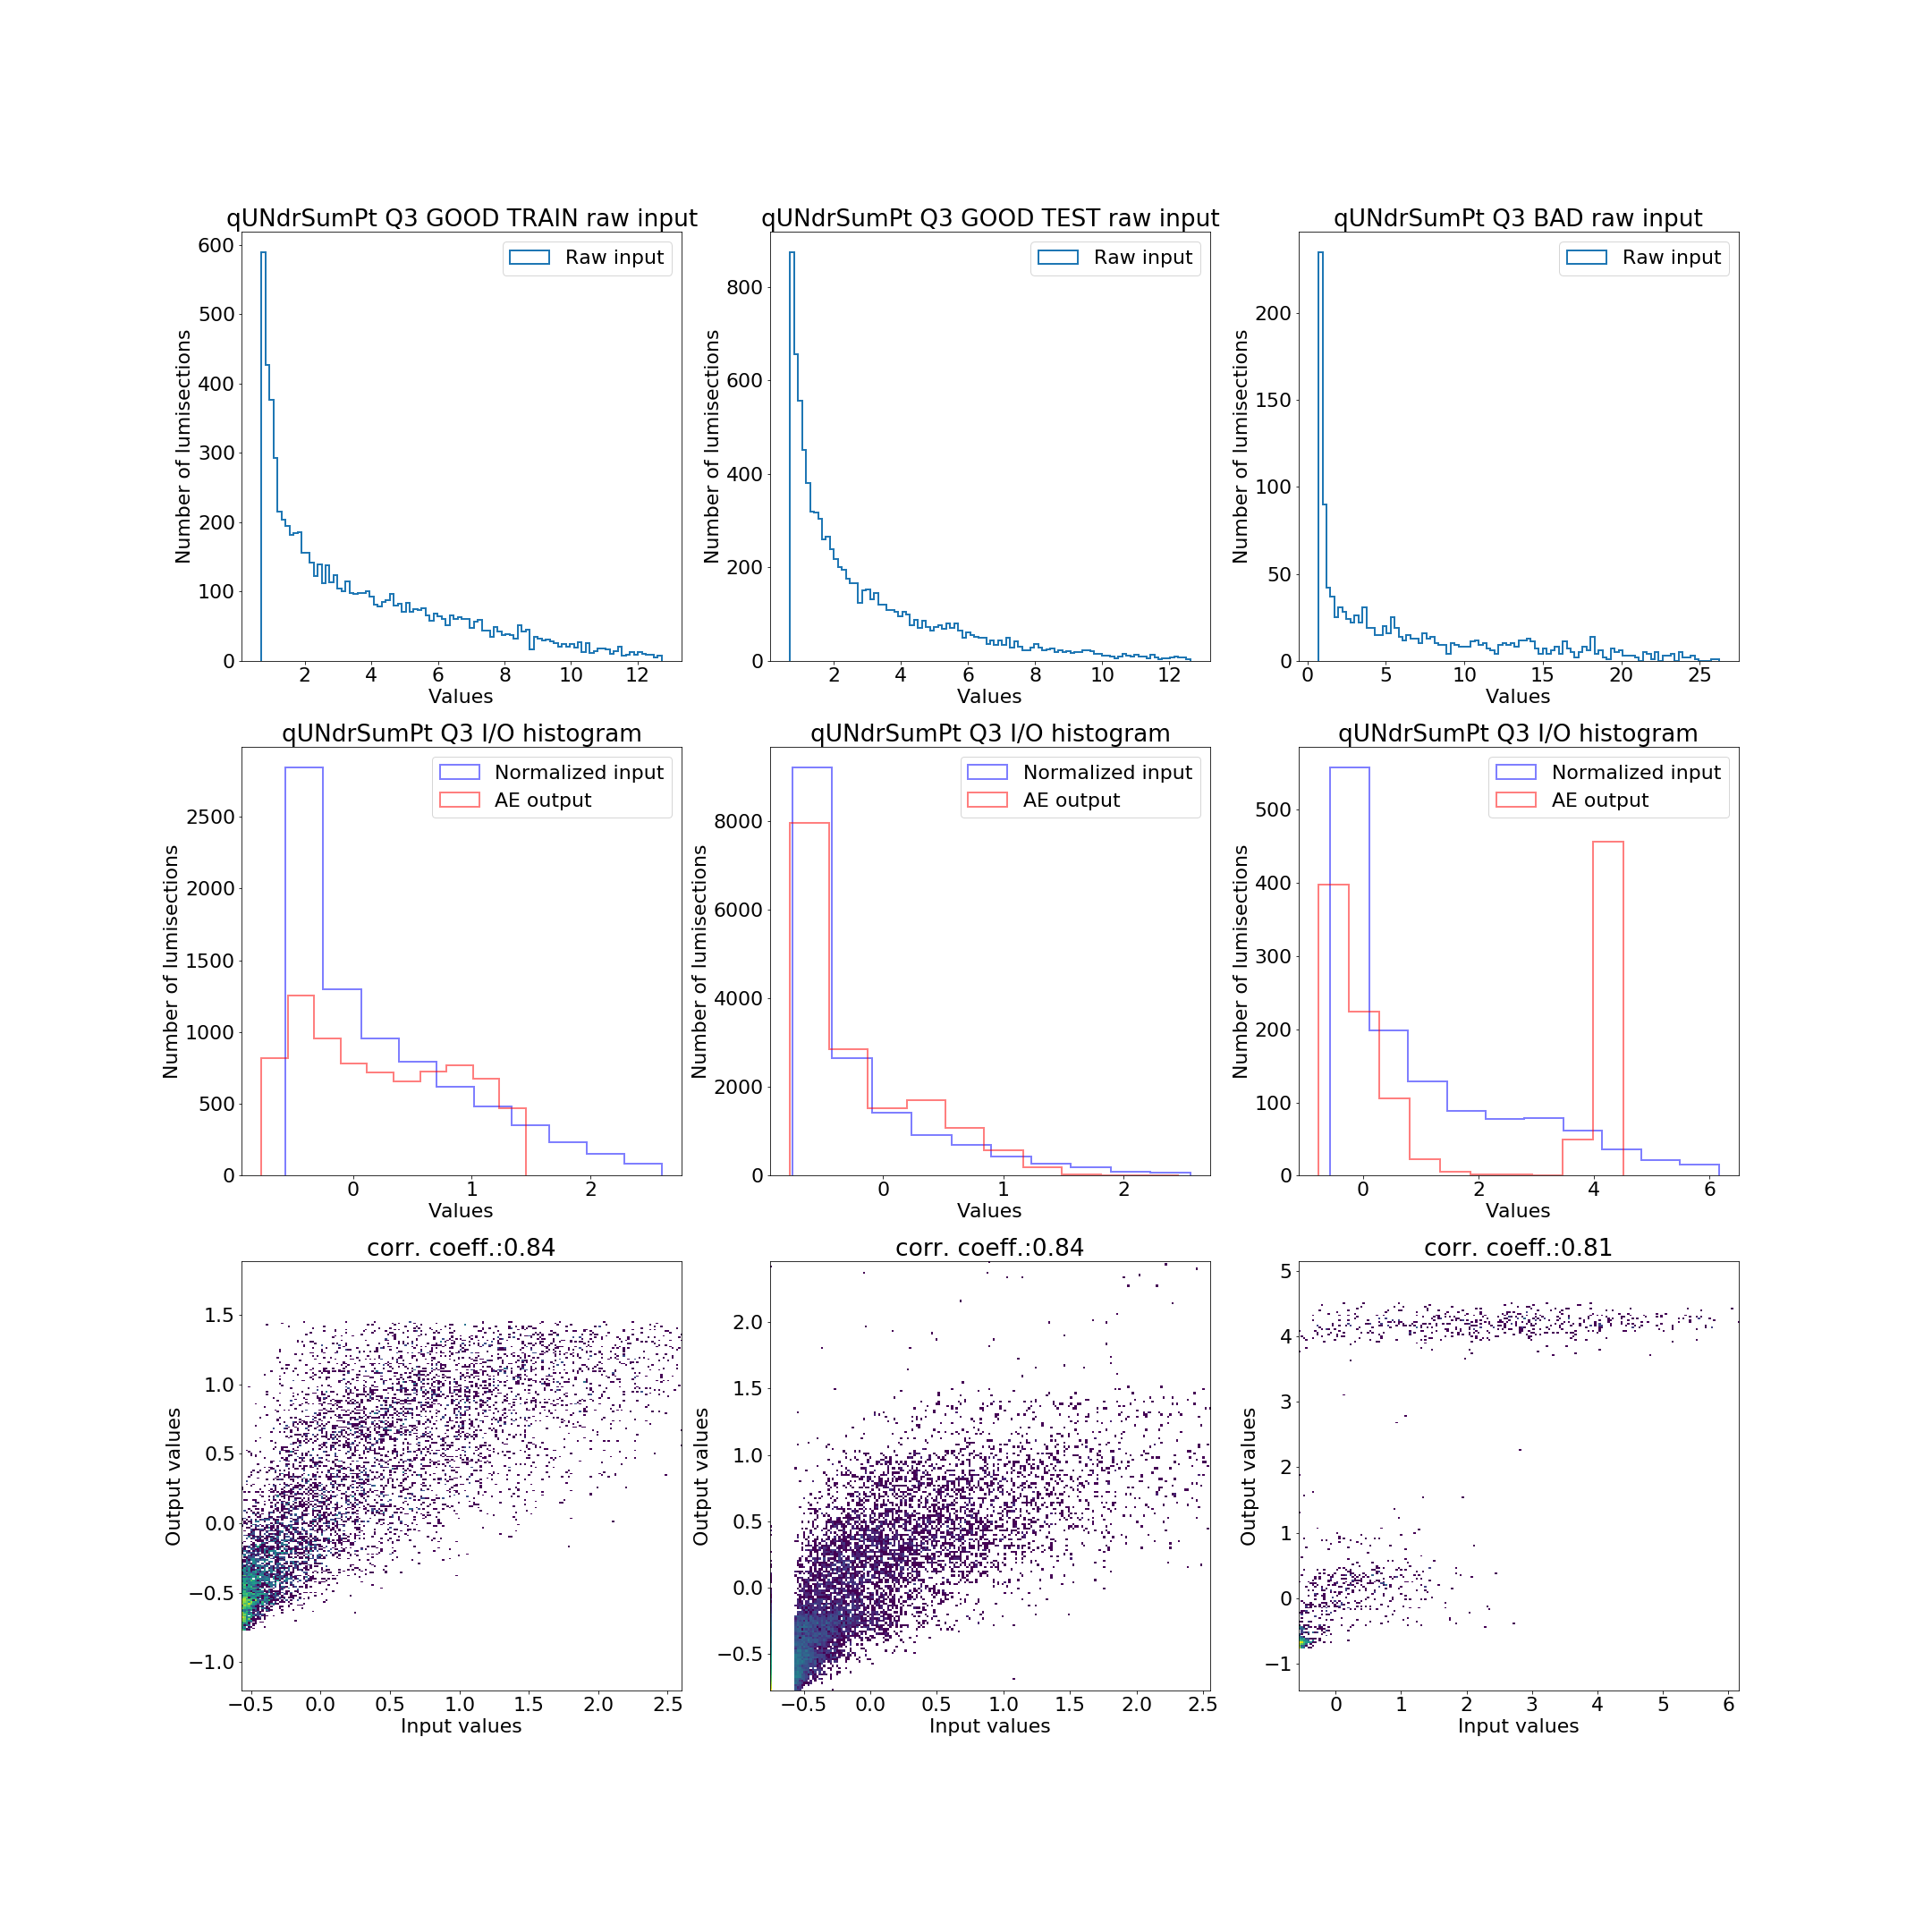 qUNdrSumPt Q3 GOOD TRAIN raw input
600
500
400
300
200
100
0
Number of lumisections
Raw input
2 4 6 8 10 12
Values
qUNdrSumPt Q3 GOOD TEST raw input
800
600
400
200
0
Number of lumisections
Raw input
2 4 6 8 10 12
Values
qUNdrSumPt Q3 BAD raw input
200
150
100
50
0
Number of lumisections
Raw input
0 5 10 15 20 25
Values
qUNdrSumPt Q3 I/O histogram
2500
2000
1500
1000
500
0
Number of lumisections
Normalized input
AE output
0 1 2
Values
qUNdrSumPt Q3 I/O histogram
8000
6000
4000
2000
0
Number of lumisections
Normalized input
AE output
0 1 2
Values
qUNdrSumPt Q3 I/O histogram
500
400
300
200
100
0
Number of lumisections
Normalized input
AE output
0 2 4 6
Values
corr. coeff.:0.84
1.5
1.0
0.5
0.0
−0.5
−1.0
Output values
−0.5 0.0 0.5 1.0 1.5 2.0 2.5
Input values
corr. coeff.:0.84
2.0
1.5
1.0
0.5
0.0
−0.5
Output values
−0.5 0.0 0.5 1.0 1.5 2.0 2.5
Input values
corr. coeff.:0.81
5
4
3
2
1
0
−1
Output values
0 1 2 3 4 5 6
Input values